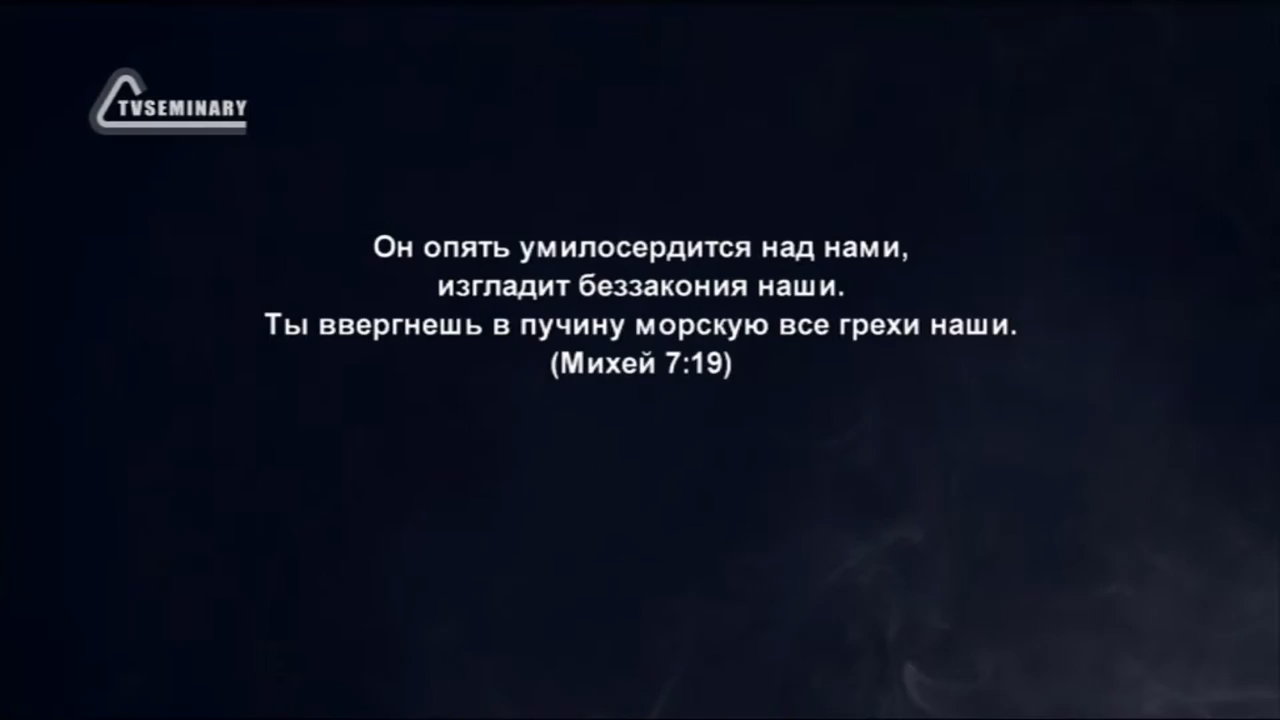 TVSEMINARY
Он опять умилосердится над нами,
изгладит беззакония наши.
Ты ввергнешь в пучину морскую все грехи наши.
(Михей 7:19)